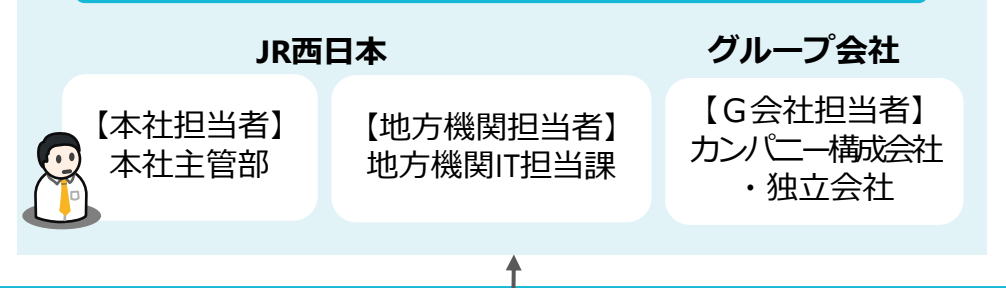 JR西日本
グループ会社
【本社担当者】
本社主管部
【地方機関担当者】
地方機関IT担当課
【Ｇ会社担当者】
カンパニー構成会社
・独立会社